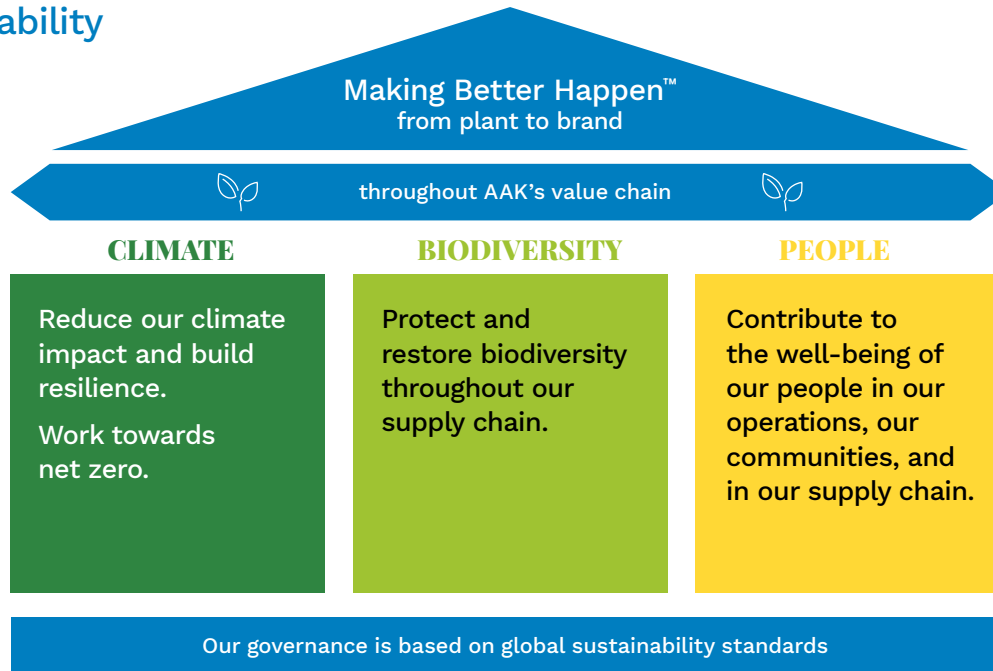 ability
Making Better Happen™
from plant to brand
throughout AAK's value chain
CLIMATE
BIODIVERSITY
PEOPLE
Reduce our climate
impact and build
resilience.
Work towards
net zero.
Protect and
restore biodiversity
throughout our
supply chain.
Contribute to
the well-being of
our people in our
operations, our
communities, and
in our supply chain.
Our governance is based on global sustainability standards